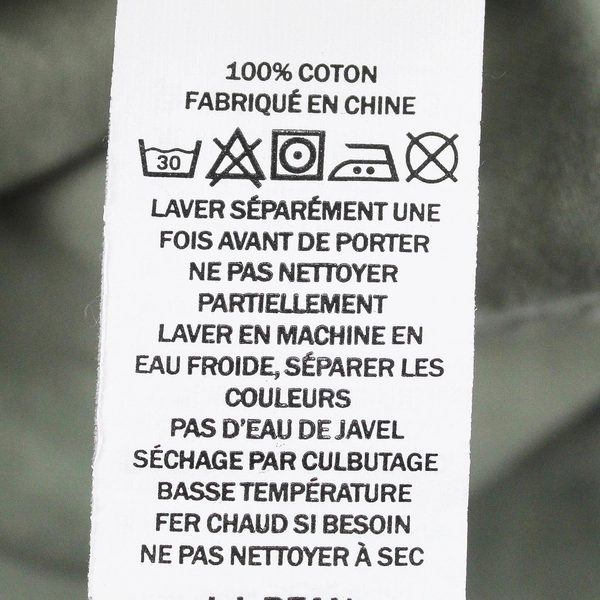 100% COTON
FABRIQUÉ EN CHINE
30
LAVER SÉPARÉMENT UNE
FOIS AVANT DE PORTER
NE PAS NETTOYER
PARTIELLEMENT
LAVER EN MACHINE EN
EAU FROIDE, SÉPARER LES
COULEURS
PAS D'EAU DE JAVEL
SÉCHAGE PAR CULBUTAGE
BASSE TEMPÉRATURE
FER CHAUD SI BESOIN
NE PAS NETTOYER À SEC